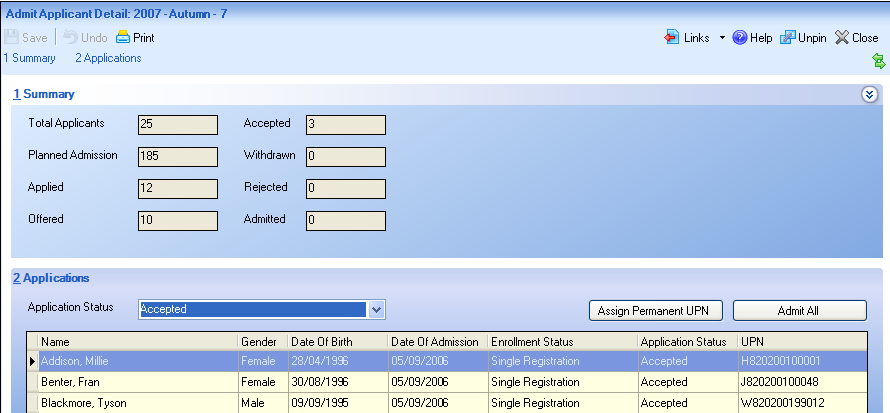 Admit Applicant Detail: 2007 - Autumn - 7
Save Undo Print Links Help Unpin Close
1 Summary 2 Applications
1 Summary
Total Applicants 25 Accepted 3
Planned Admission 185 Withdrawn 0
Applied 12 Rejected 0
Offered 10 Admitted 0
2 Applications
Application Status Accepted Assign Permanent UPN Admit All
Name Gender Date Of Birth Date Of Admission Enrollment Status Application Status UPN
Addison, Millie Female 28/04/1996 05/09/2006 Single Registration Accepted H820200100001
Benter, Fran Female 30/08/1996 05/09/2006 Single Registration Accepted J820200100048
Blackmore, Tyson Male 09/09/1995 05/09/2006 Single Registration Accepted W820200199012